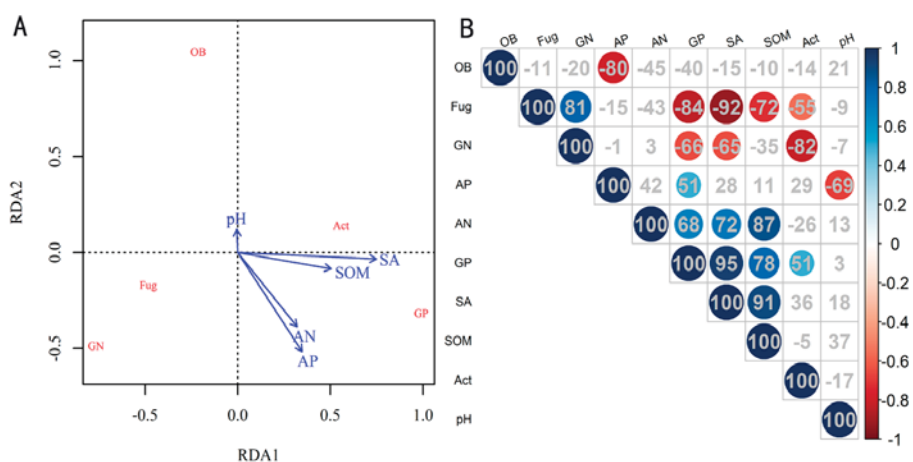 A
B
1.0
0.5
0.0
-0.5
RDA2
-0.5
0.0
0.5
1.0
RDA1
OB
pH
Act
SA
SOM
Fug
GP
AN
AP
GN
OB Fug GN AP AN GP SA SOM Act pH
OB 100 -11 -20 -80 -45 -40 -15 -10 -14 21
Fug 100 81 -15 -43 -84 -92 -72 -55 -9
GN 100 -1 3 -66 -65 -35 -82 -7
AP 100 42 51 28 11 29 -69
AN 100 68 72 87 -26 13
GP 100 95 78 51 3
SA 100 91 36 18
SOM 100 -5 37
Act 100 -17
pH 100
1
0.8
0.6
0.4
0.2
0
-0.2
-0.4
-0.6
-0.8
-1